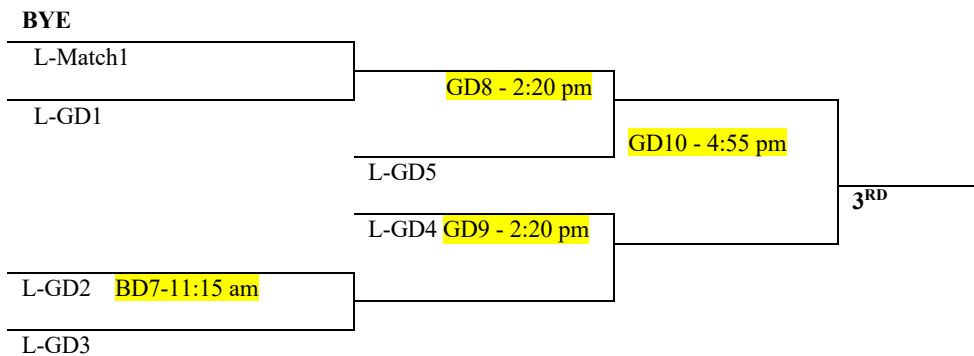 BYE
L-Match1
GD8 - 2:20 pm
L-GD1
GD10 - 4:55 pm
L-GD5
3RD
L-GD4 GD9 - 2:20 pm
L-GD2 BD7-11:15 am
L-GD3